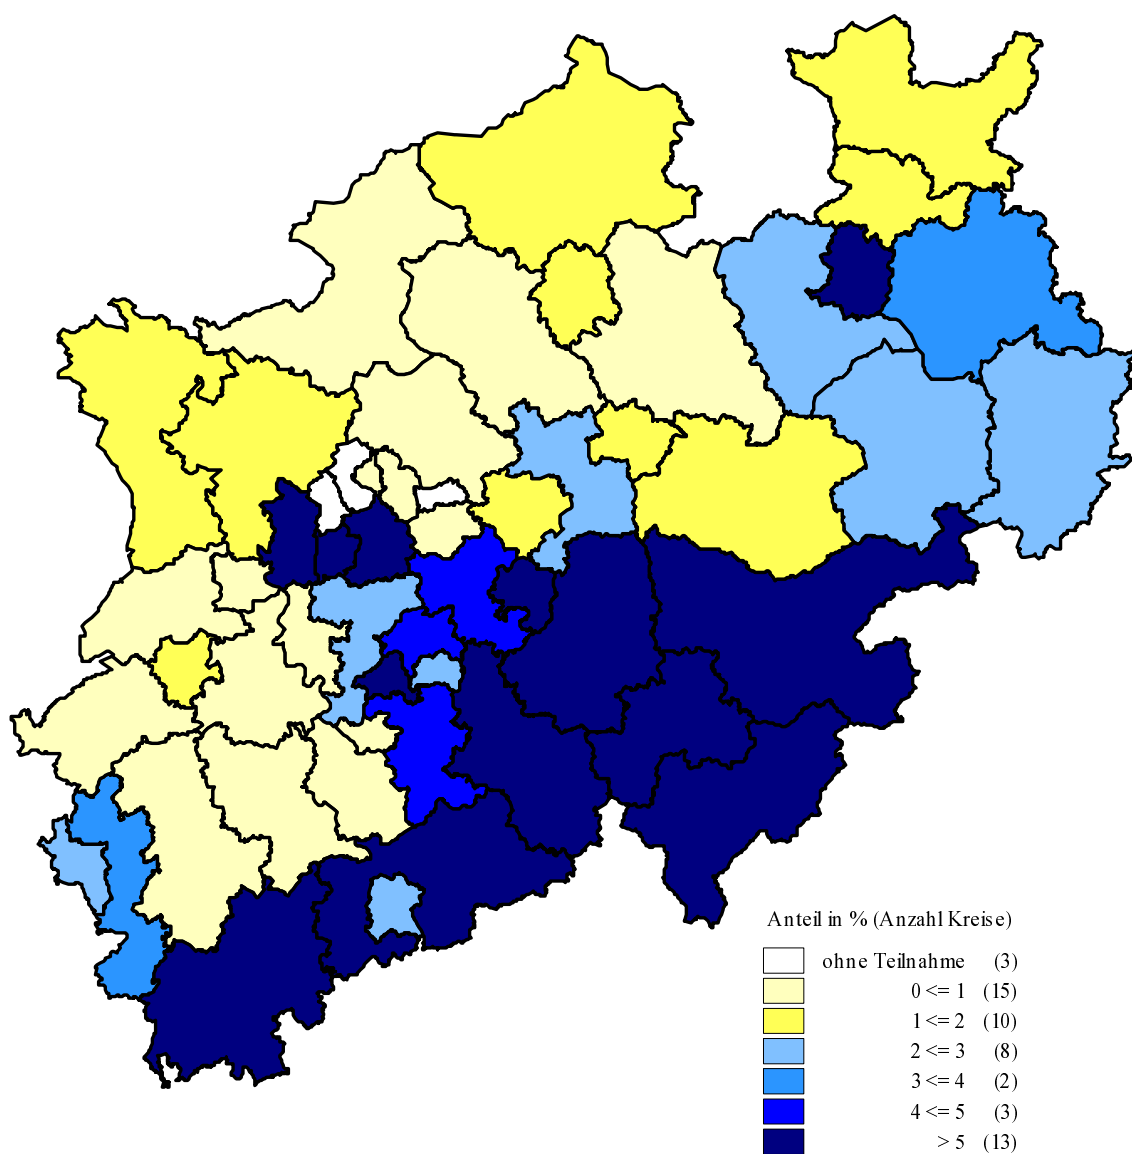 Anteil in % (Anzahl Kreise)
ohne Teilnahme (3)
0 <= 1 (15)
1 <= 2 (10)
2 <= 3 (8)
3 <= 4 (2)
4 <= 5 (3)
> 5 (13)